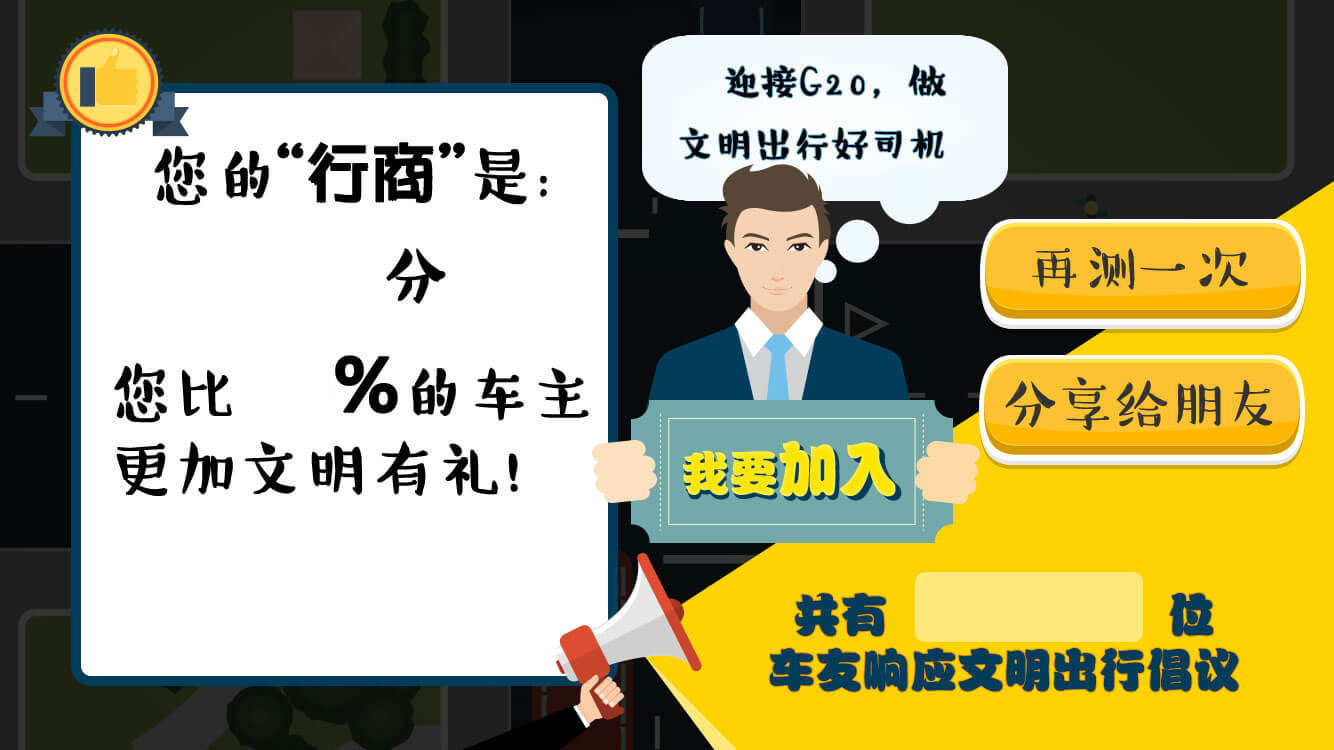 您的“行商”是：
分
您比 %的车主
更加文明有礼！
迎接G20，做
文明出行好司机
我要加入
再测一次
分享给朋友
共有 位
车友响应文明出行倡议